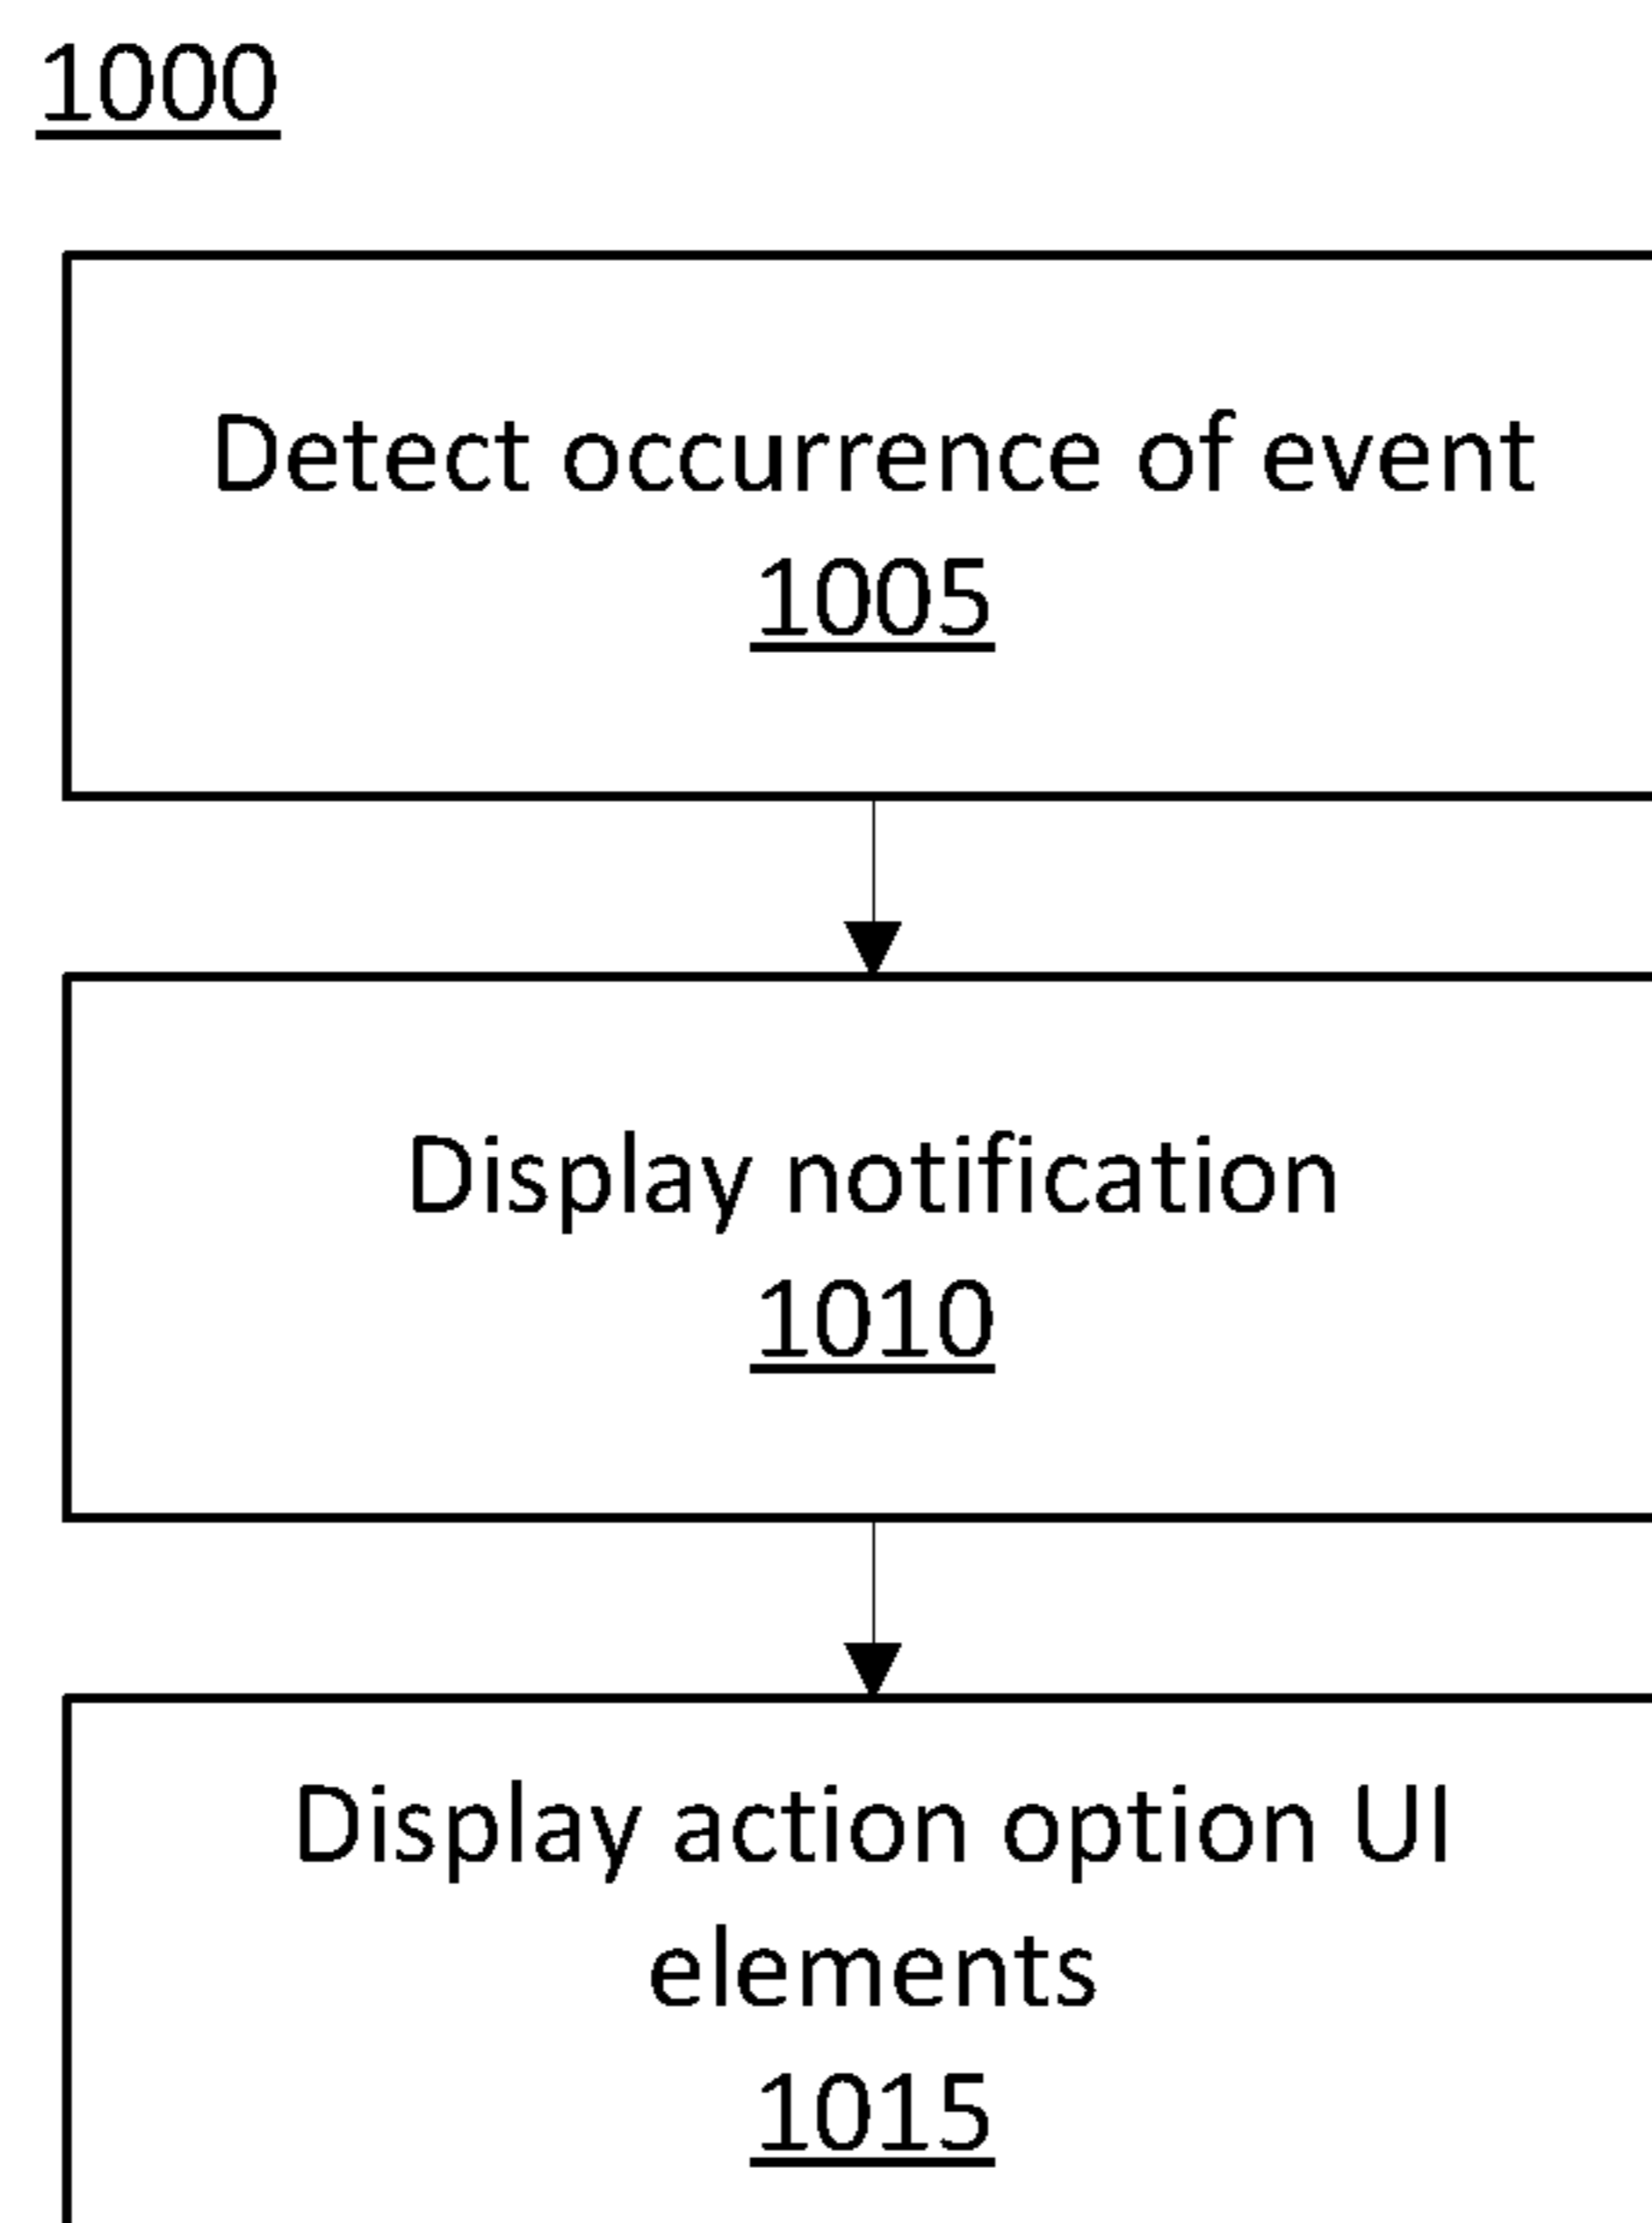 1000
Detect occurrence of event
1005
Display notification
1010
Display action option UI
elements
1015